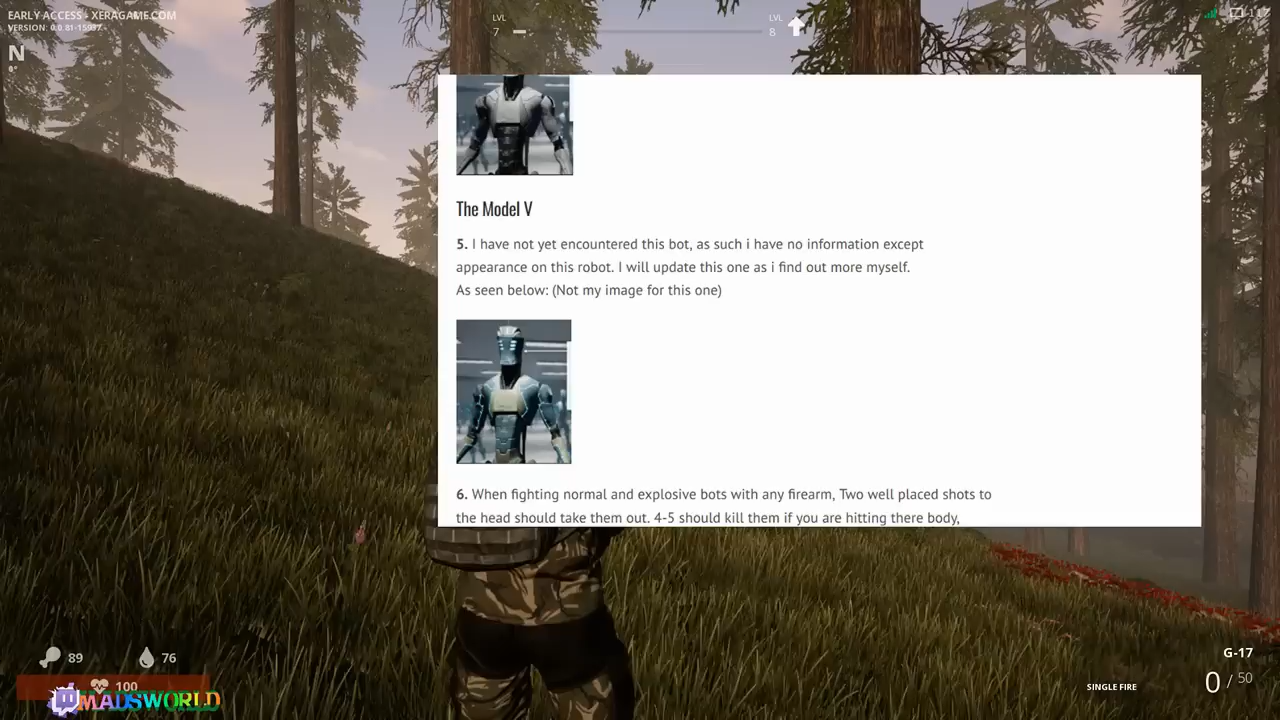 EARLY ACCESS - XERAGAME.COM
N
0°
LVL
7
LVL
8
The Model V
5. I have not yet encountered this bot, as such i have no information except
appearance on this robot. I will update this one as i find out more myself.
As seen below: (Not my image for this one)
6. When fighting normal and explosive bots with any firearm, Two well placed shots to
the head should take them out. 4-5 should kill them if you are hitting there body,
89
76
100
MADSWORLD
G-17
SINGLE FIRE
0 / 50